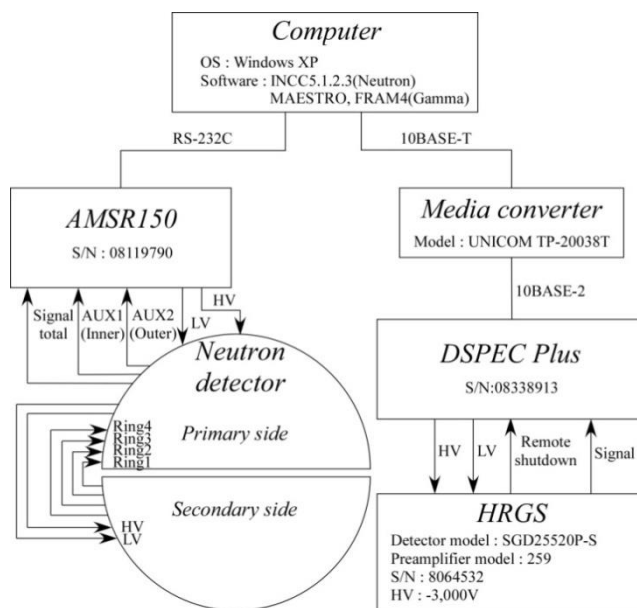 Computer
OS : Windows XP
Software : INCC5.1.2.3(Neutron)
MAESTRO, FRAM4(Gamma)
RS-232C
10BASE-T
AMSR150
S/N : 08119790
Media converter
Model : UNICOM TP-20038T
10BASE-2
Signal
total
AUX1
(Inner)
AUX2
(Outer)
LV
HV
Neutron
detector
Primary side
Ring4
Ring3
Ring2
Ring1
Secondary side
HV
LV
DSPEC Plus
S/N:08338913
HV
LV
Remote
shutdown
Signal
HRGS
Detector model : SGD25520P-S
Preamplifier model : 259
S/N : 8064532
HV : -3,000V